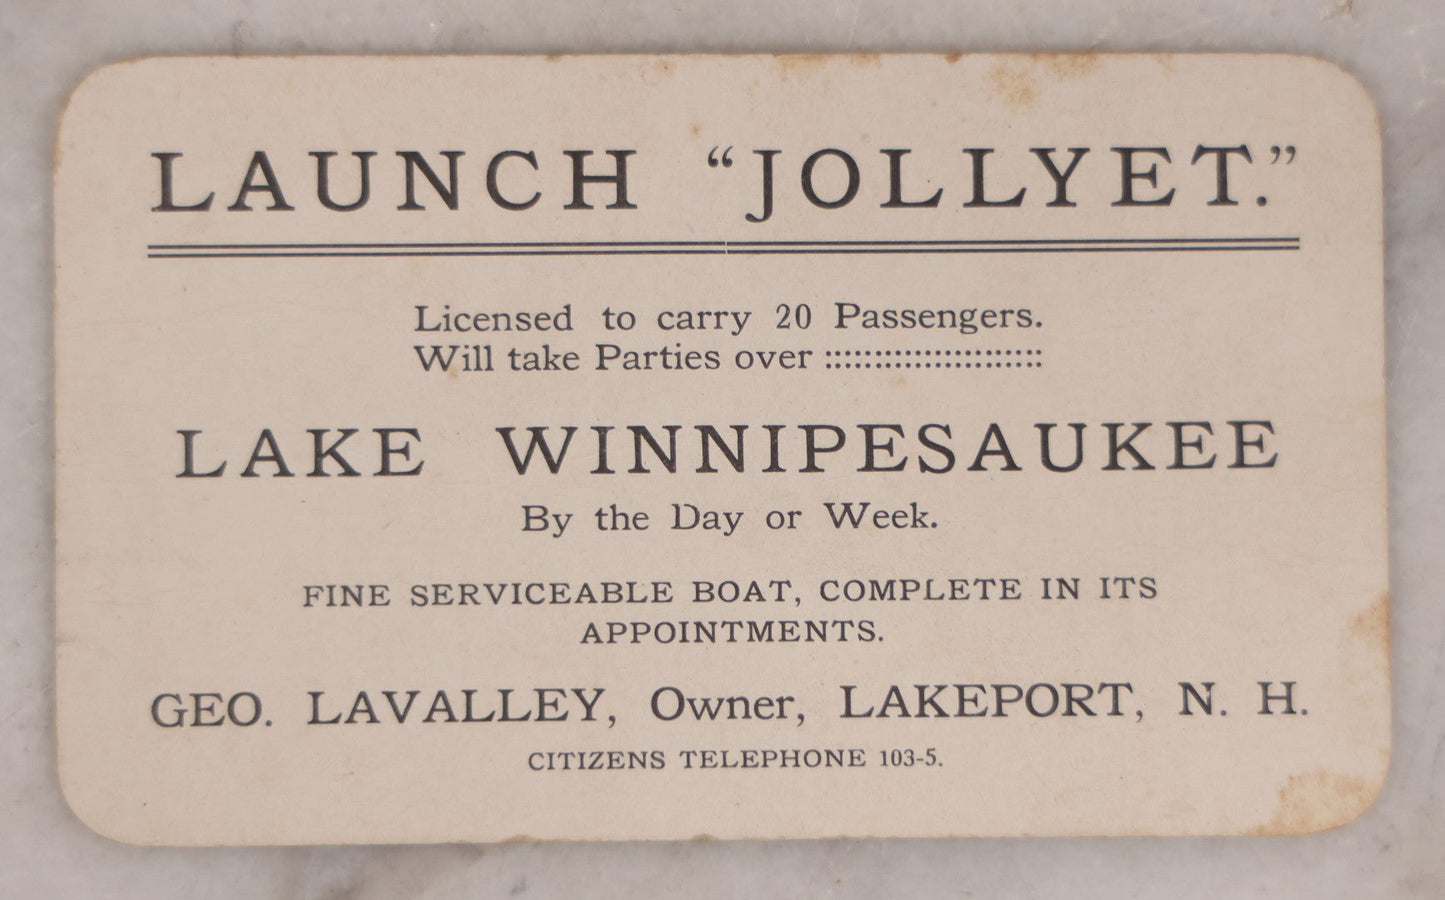 LAUNCH “JOLLYET.”
Licensed to carry 20 Passengers.
Will take Parties over ::::::::::::::::::::::
LAKE WINNIPESAUKEE
By the Day or Week.
FINE SERVICEABLE BOAT, COMPLETE IN ITS
APPOINTMENTS.
GEO. LAVALLEY, Owner, LAKEPORT, N. H.
CITIZENS TELEPHONE 103-5.